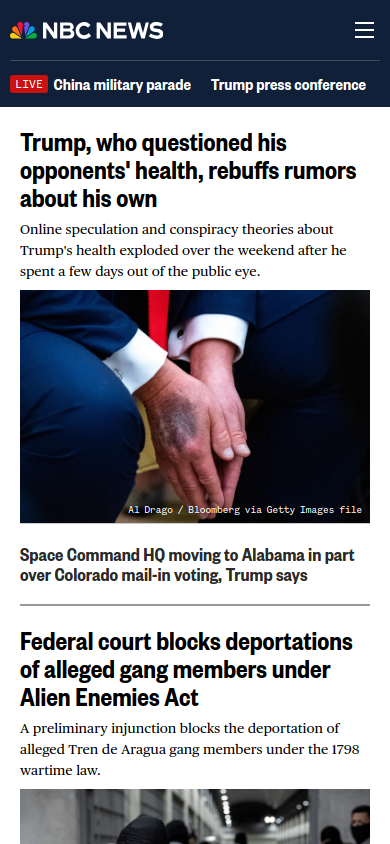 NBC NEWS
LIVE China military parade Trump press conference
Trump, who questioned his
opponents' health, rebuffs rumors
about his own
Online speculation and conspiracy theories about
Trump's health exploded over the weekend after he
spent a few days out of the public eye.
Al Drago / Bloomberg via Getty Images file
Space Command HQ moving to Alabama in part
over Colorado mail-in voting, Trump says
Federal court blocks deportations
of alleged gang members under
Alien Enemies Act
A preliminary injunction blocks the deportation of
alleged Tren de Aragua gang members under the 1798
wartime law.